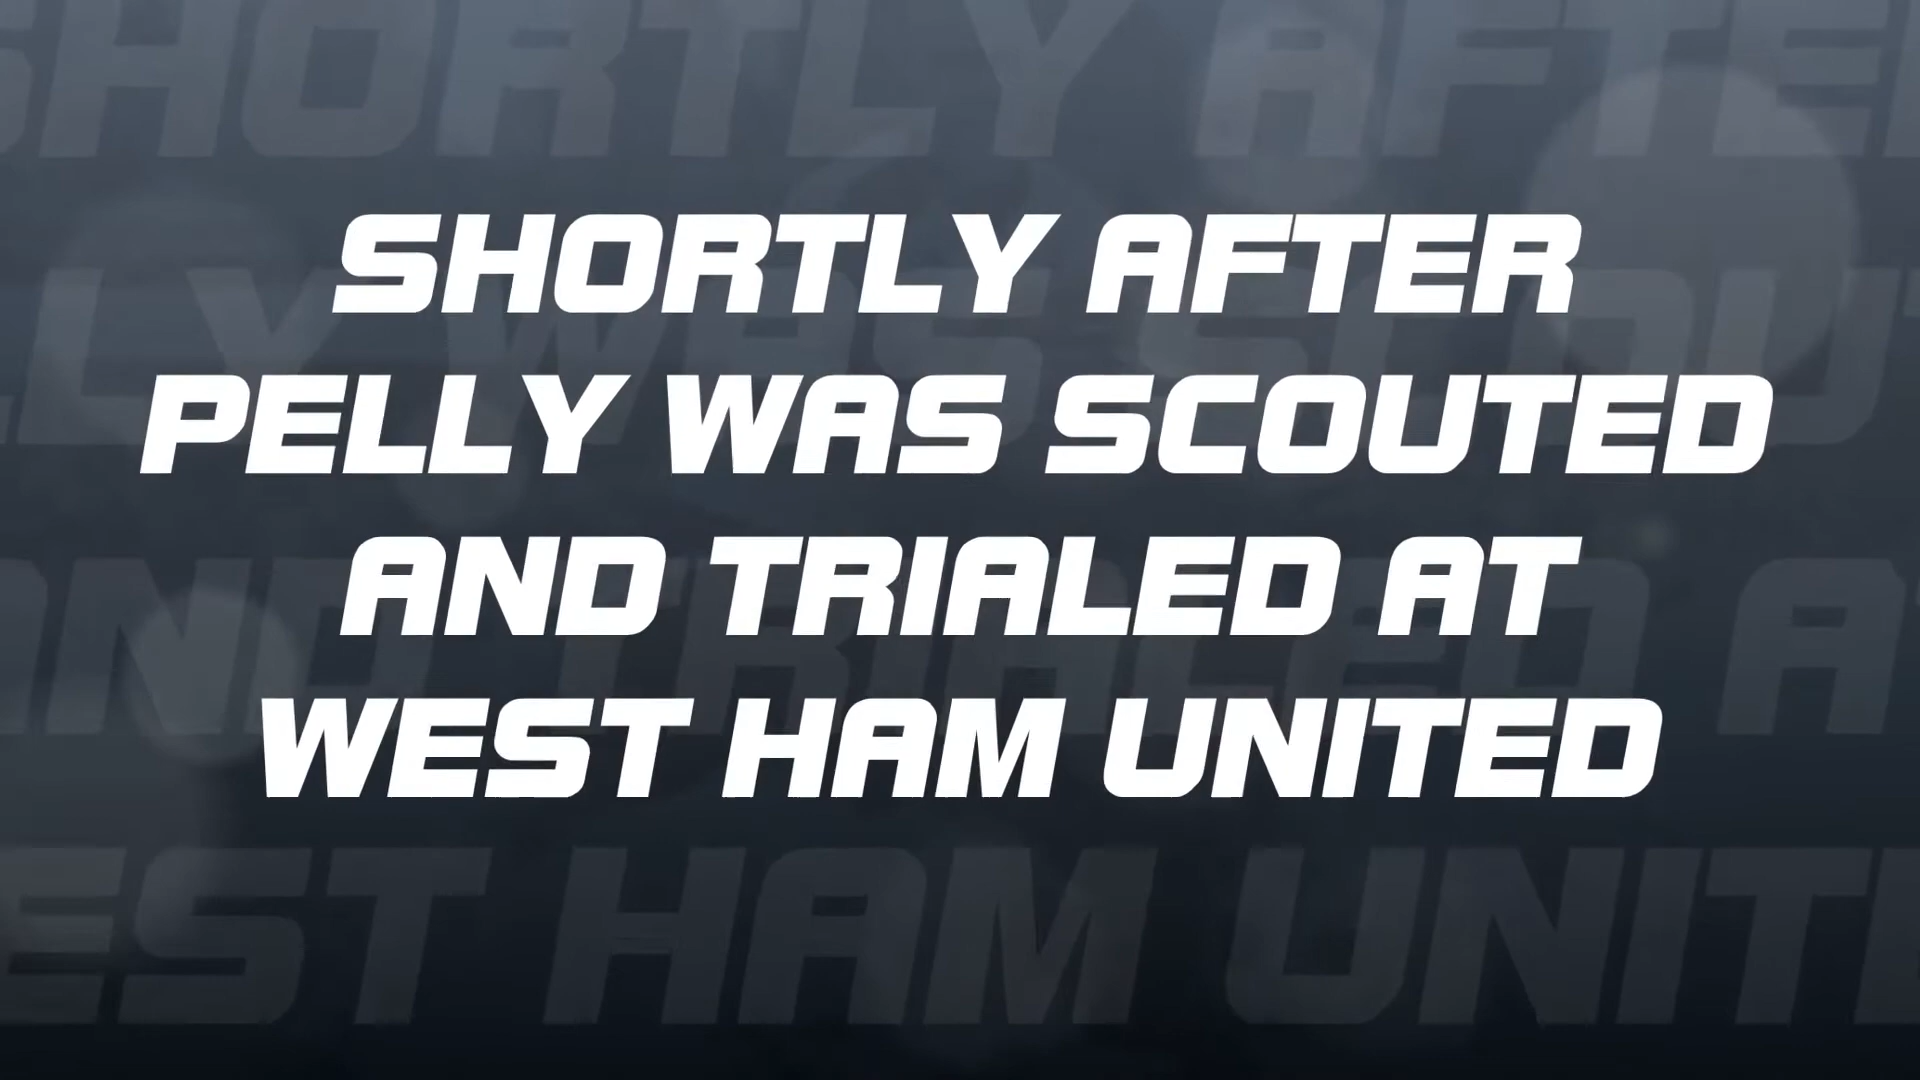 SHORTLY AFTER
PELLY WAS SCOUTED
AND TRIALED AT
WEST HAM UNITED